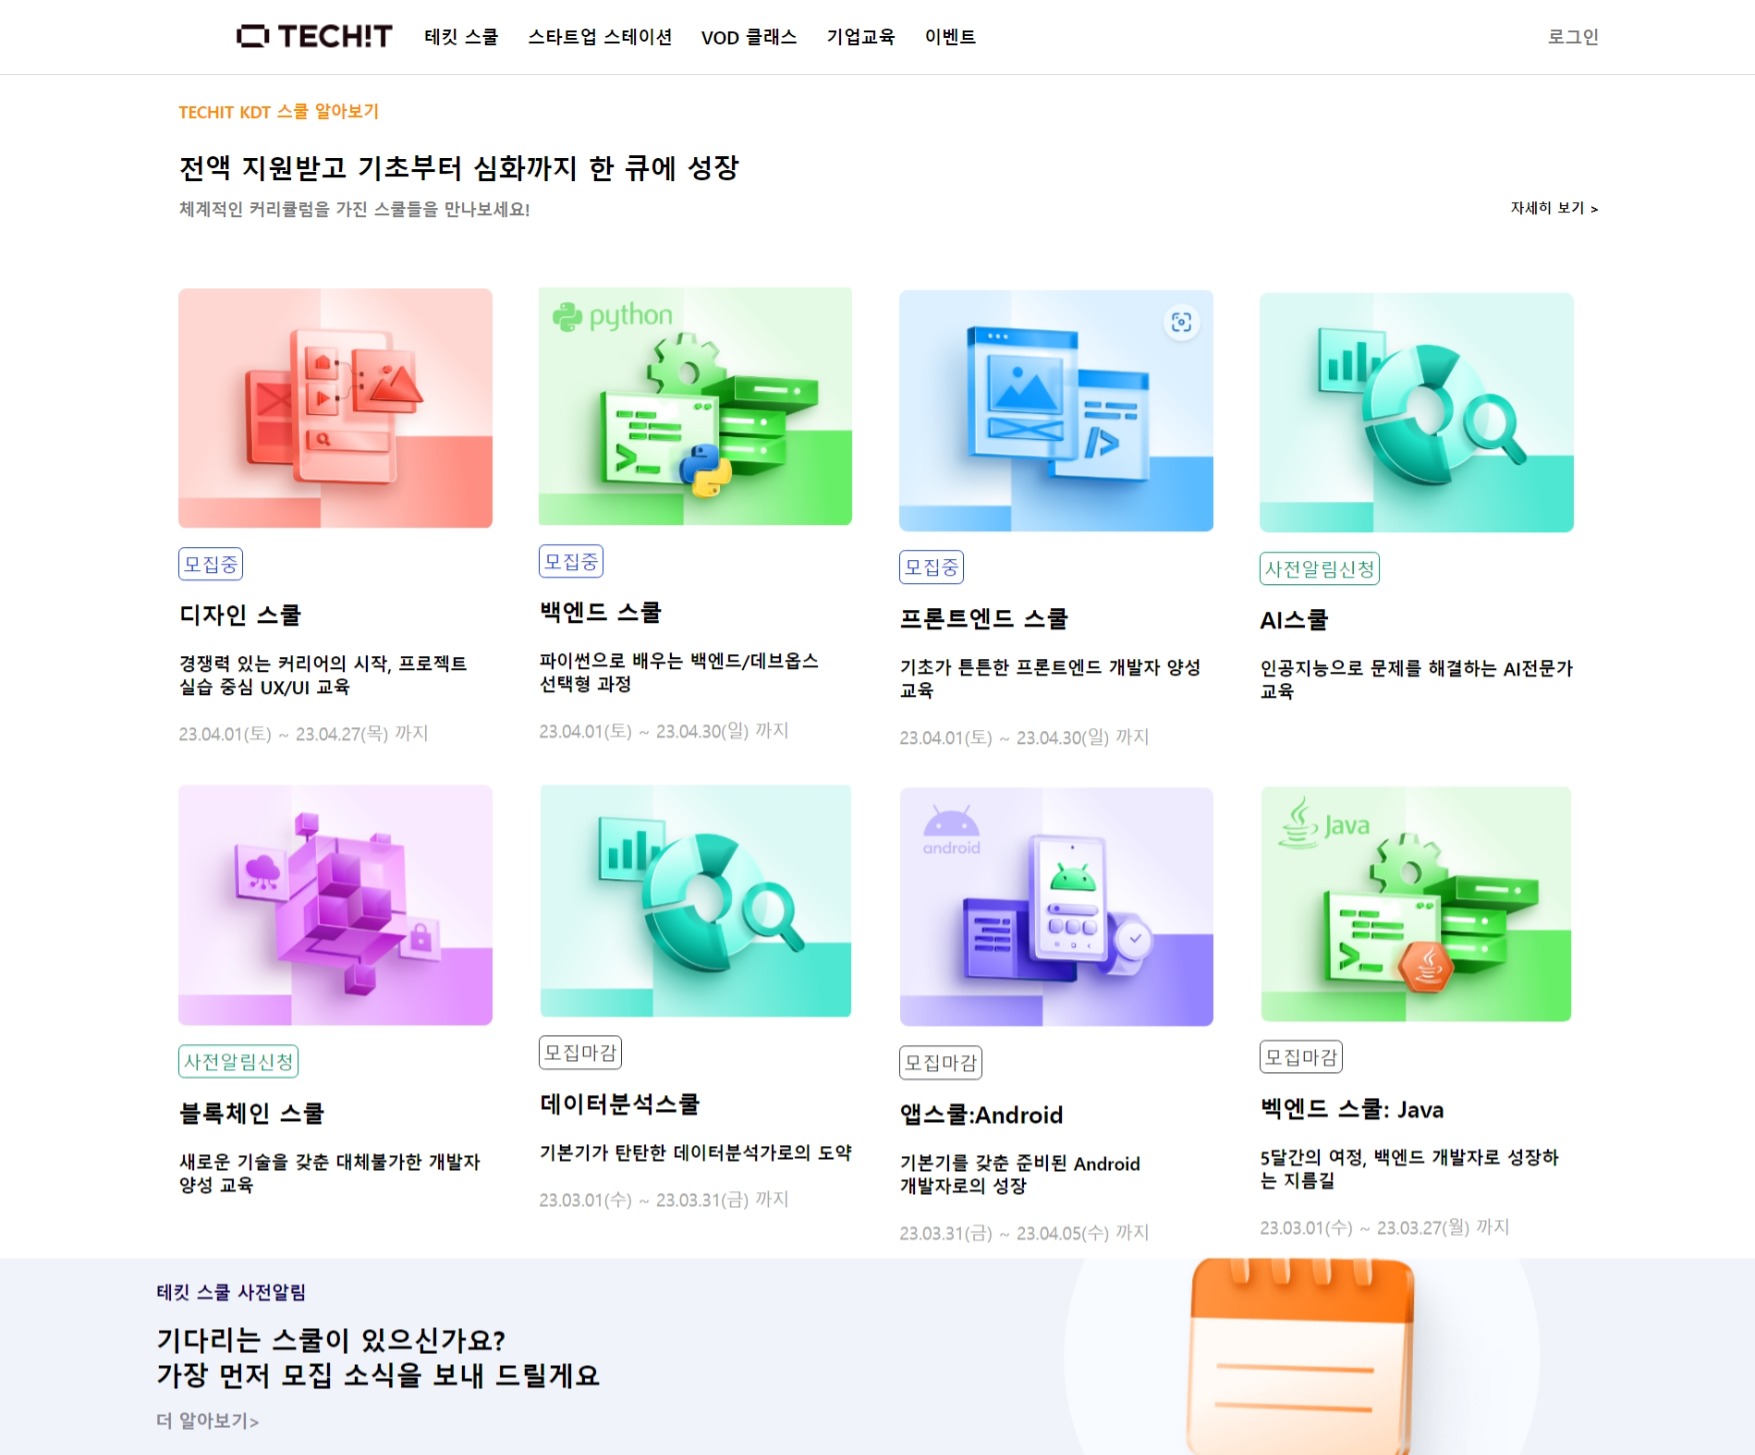 TECH!T 테킷 스쿨 스타트업 스테이션 VOD 클래스 기업교육 이벤트 로그인
TECHIT KDT 스쿨 알아보기
전액 지원받고 기초부터 심화까지 한 큐에 성장
체계적인 커리큘럼을 가진 스쿨들을 만나보세요!
자세히 보기 >
모집중
디자인 스쿨
경쟁력 있는 커리어의 시작, 프로젝트
실습 중심 UX/UI 교육
23.04.01(토) ~ 23.04.27(목) 까지
python
모집중
백엔드 스쿨
파이썬으로 배우는 백엔드/데브옵스
선택형 과정
23.04.01(토) ~ 23.04.30(일) 까지
모집중
프론트엔드 스쿨
기초가 튼튼한 프론트엔드 개발자 양성
교육
23.04.01(토) ~ 23.04.30(일) 까지
사전알림신청
AI스쿨
인공지능으로 문제를 해결하는 AI전문가
교육
사전알림신청
블록체인 스쿨
새로운 기술을 갖춘 대체불가한 개발자
양성 교육
모집마감
데이터분석스쿨
기본기가 탄탄한 데이터분석가로의 도약
23.03.01(수) ~ 23.03.31(금) 까지
android
모집마감
앱스쿨:Android
기본기를 갖춘 준비된 Android
개발자로의 성장
23.03.31(금) ~ 23.04.05(수) 까지
Java
모집마감
벡엔드 스쿨: Java
5달간의 여정, 백엔드 개발자로 성장하
는 지름길
23.03.01(수) ~ 23.03.27(월) 까지
테킷 스쿨 사전알림
기다리는 스쿨이 있으신가요?
가장 먼저 모집 소식을 보내 드릴게요
더 알아보기>